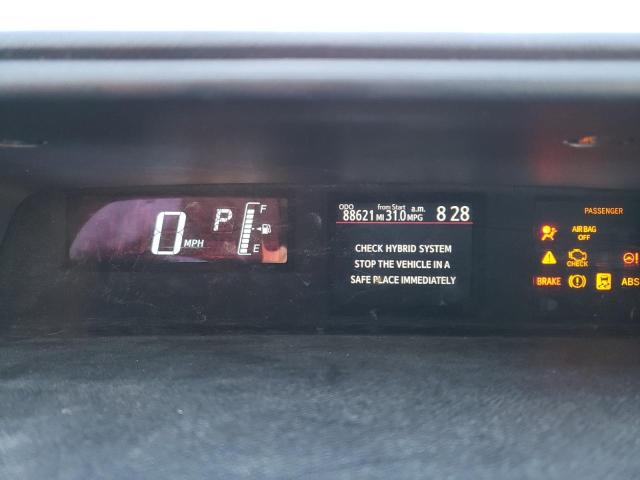 0 MPH
P
F
E
ODO from Start a.m.
88621 MI 31.0 MPG 8 28
CHECK HYBRID SYSTEM
STOP THE VEHICLE IN A
SAFE PLACE IMMEDIATELY
PASSENGER
AIR BAG
OFF
CHECK
BRAKE
ABS